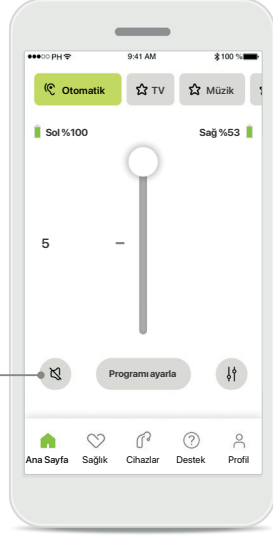 PH 9:41 AM 100 %
Otomatik TV Müzik
Sol %100 Sağ %53
5
Programı ayarla
Ana Sayfa Sağlık Cihazlar Destek Profil